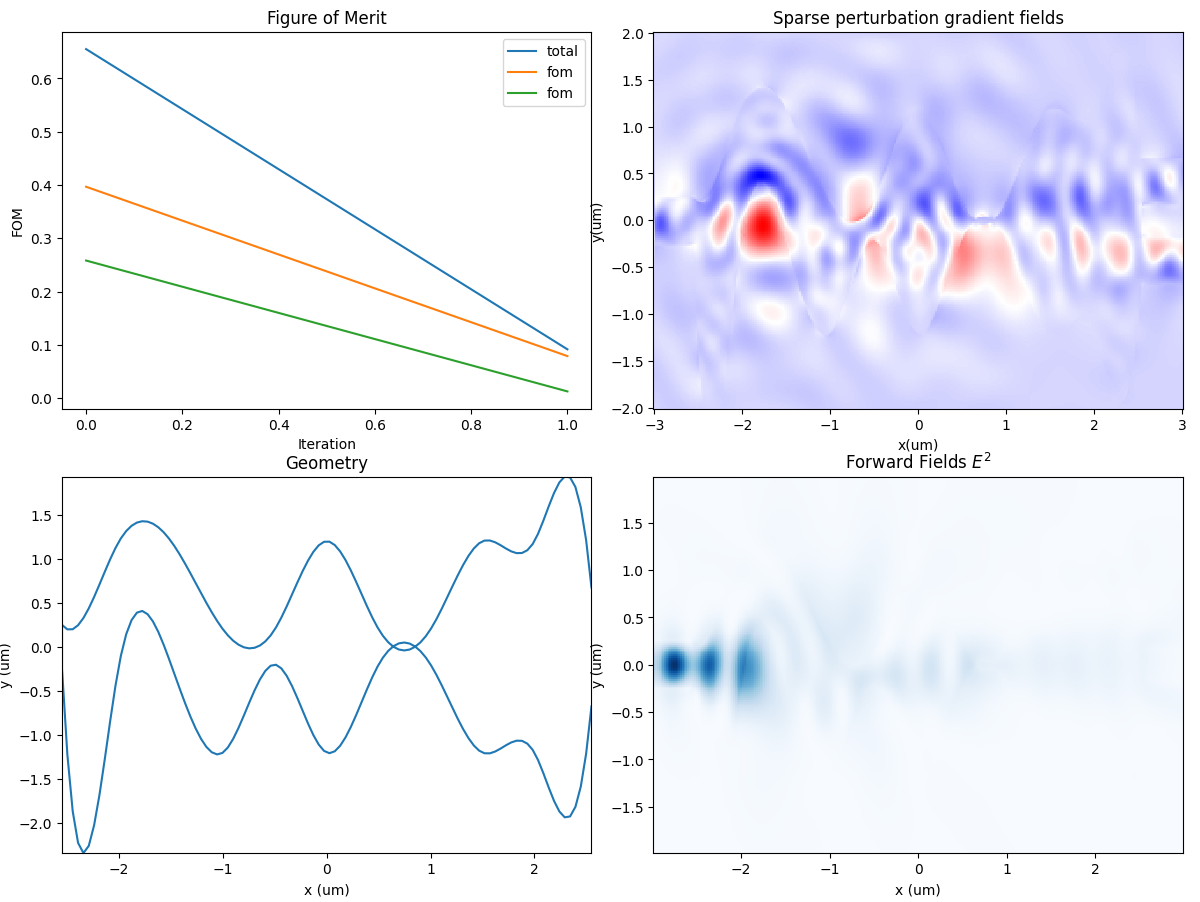 Figure of Merit
total
fom
fom
FOM
0.6
0.5
0.4
0.3
0.2
0.1
0.0
0.0 0.2 0.4 0.6 0.8 1.0
Iteration
Sparse perturbation gradient fields
y(um)
2.0
1.5
1.0
0.5
0.0
−0.5
−1.0
−1.5
−2.0
−3 −2 −1 0 1 2 3
x(um)
Geometry
y (um)
1.5
1.0
0.5
0.0
−0.5
−1.0
−1.5
−2.0
−2 −1 0 1 2
x (um)
Forward Fields E²
y (um)
1.5
1.0
0.5
0.0
−0.5
−1.0
−1.5
−2 −1 0 1 2
x (um)